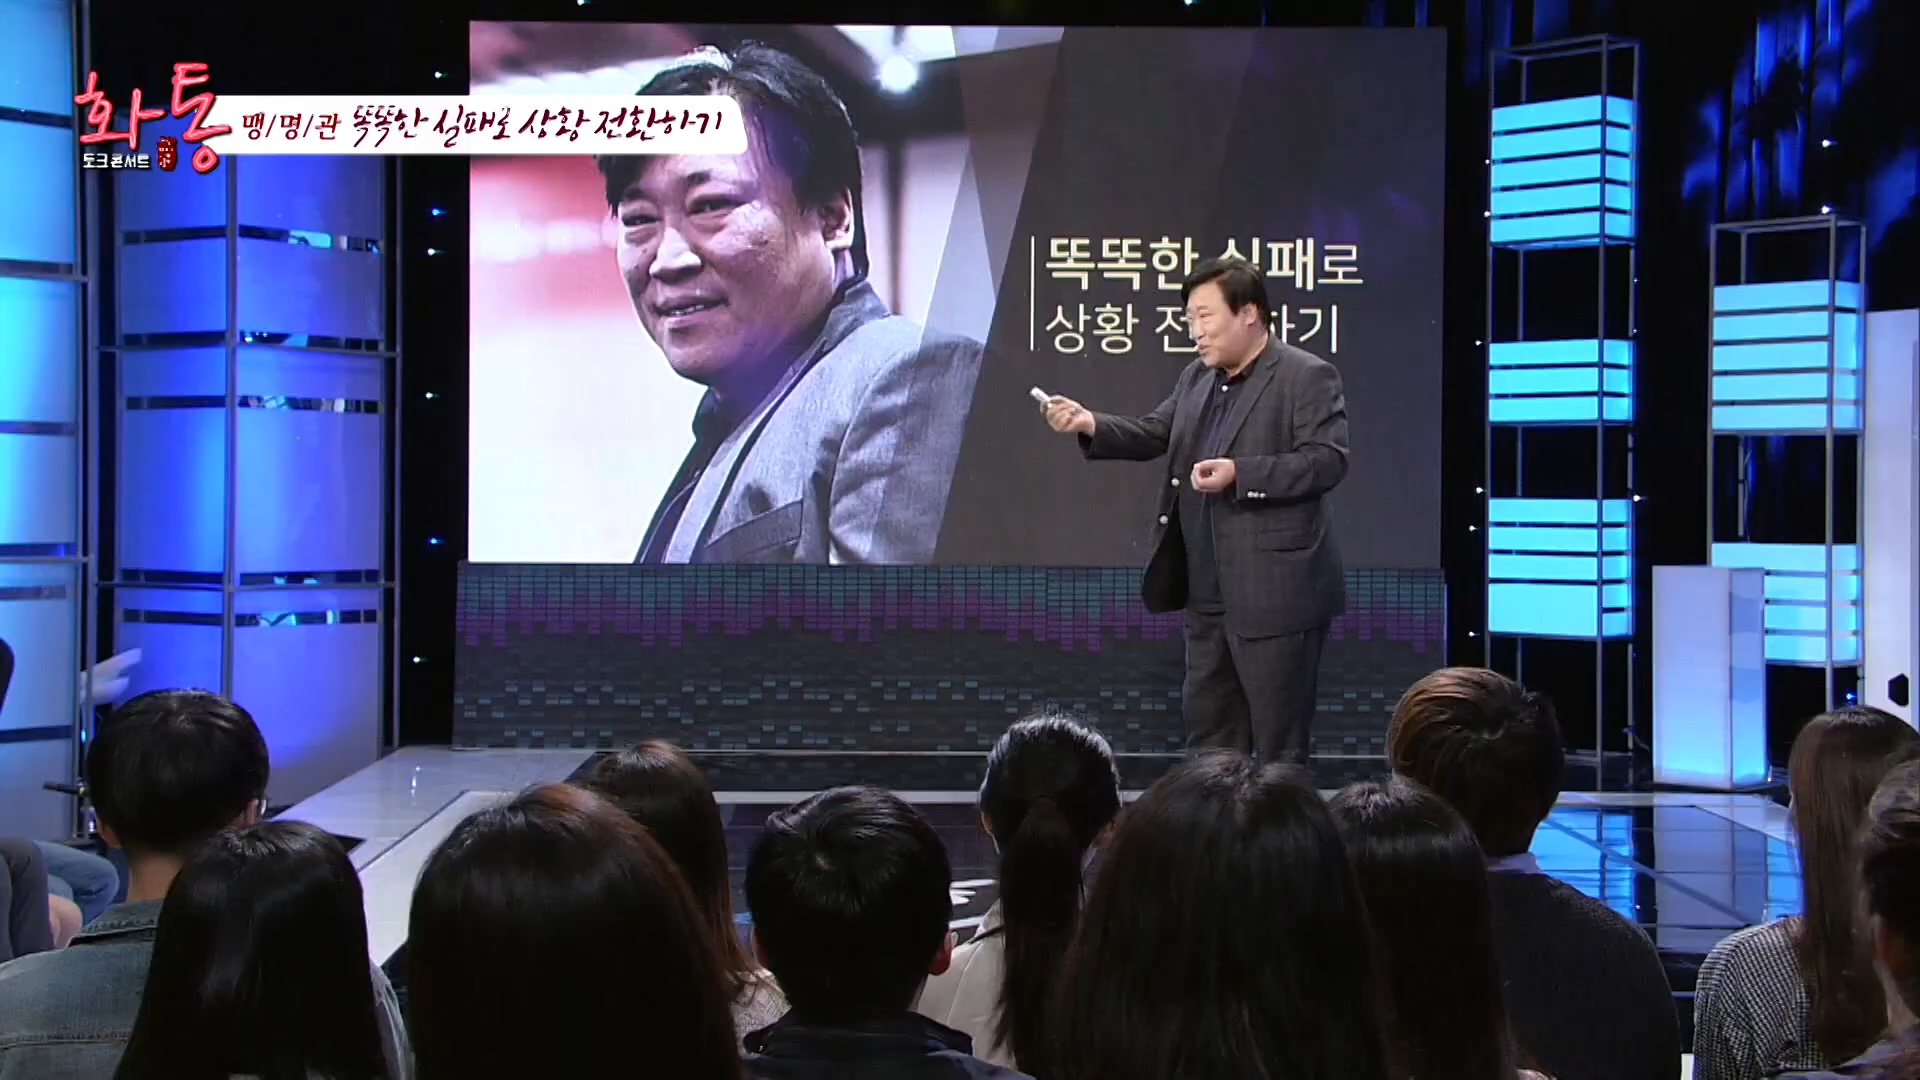 화통
토크콘서트
맹/명/관 똑똑한 실패로 상황 전환하기
똑똑한 실패로
상황 전 하기